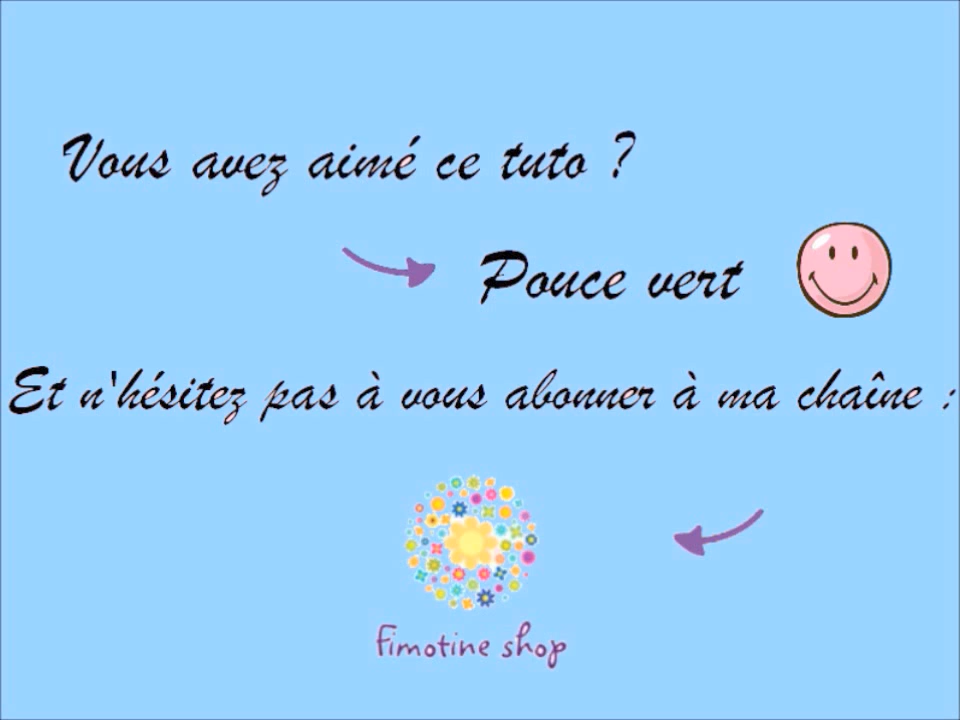 Vous avez aimé ce tuto ?
Pouce vert
Et n'hésitez pas à vous abonner à ma chaîne :
Fimotine shop